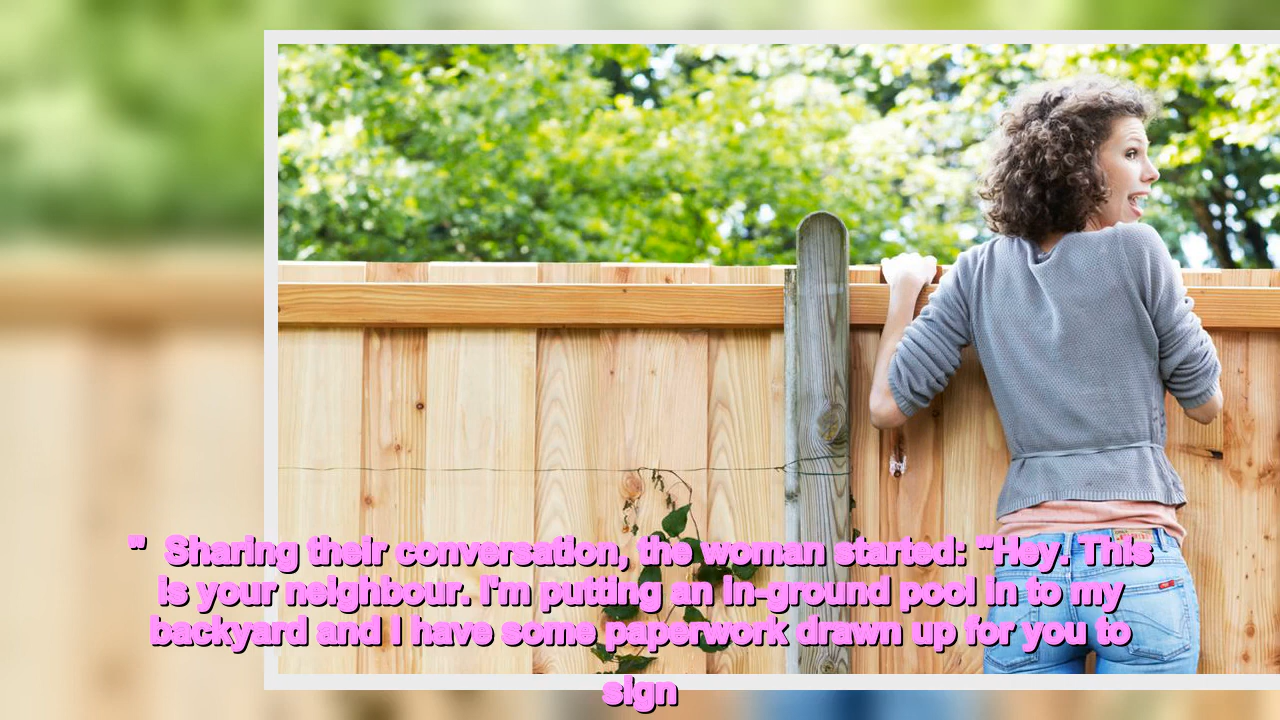 " Sharing their conversation, the woman started: "Hey. This
is your neighbour. I'm putting an in-ground pool in to my
backyard and I have some paperwork drawn up for you to
sign